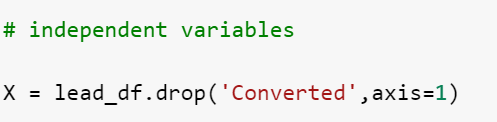 # independent variables
X = lead_df.drop('Converted',axis=1)